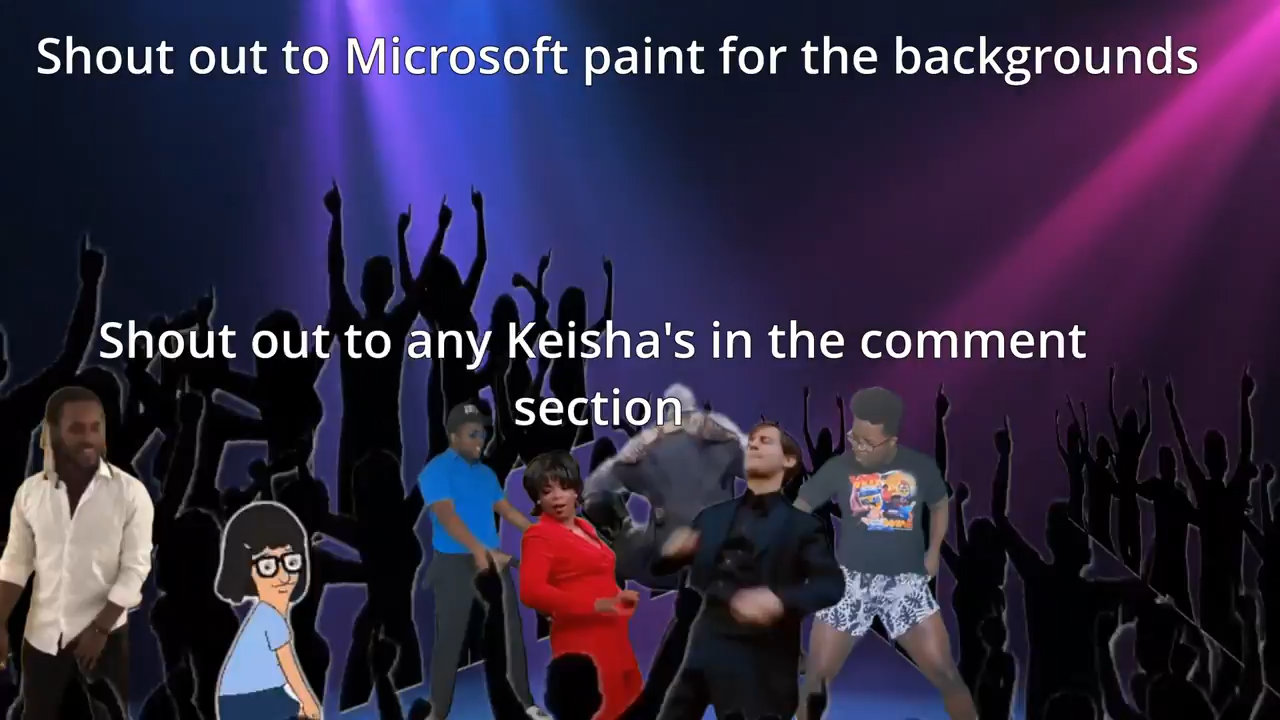 Shout out to Microsoft paint for the backgrounds
Shout out to any Keisha's in the comment
section